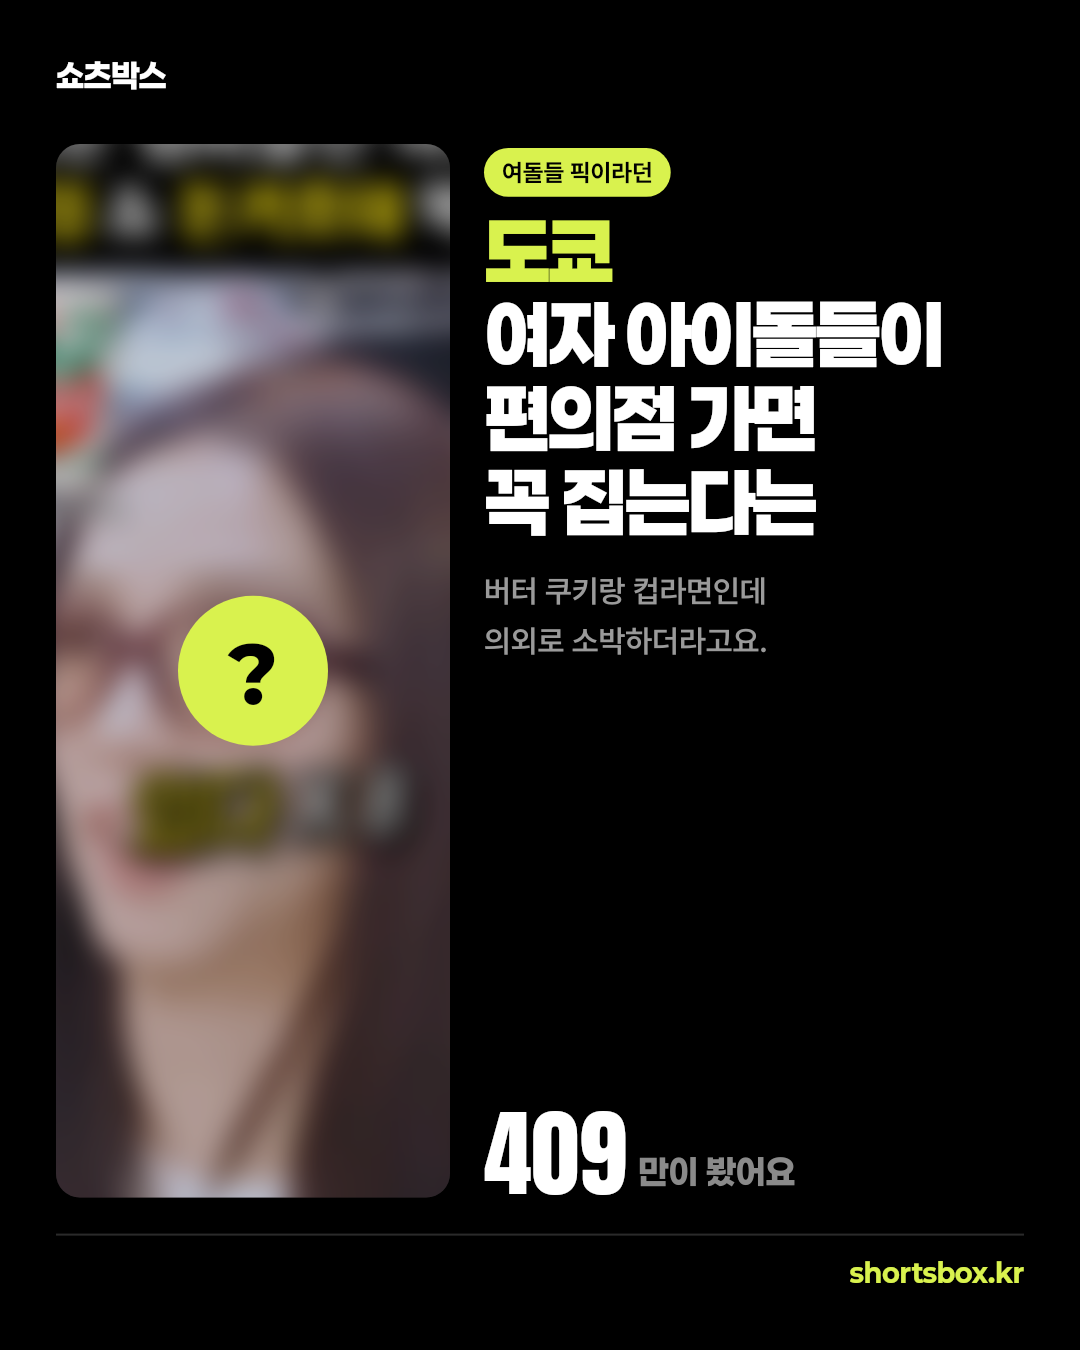 쇼츠박스
여돌들 픽이라던
도쿄
여자 아이돌들이
편의점 가면
꼭 집는다는
버터 쿠키랑 컵라면인데
의외로 소박하더라고요.
?
409 만이 봤어요
shortsbox.kr